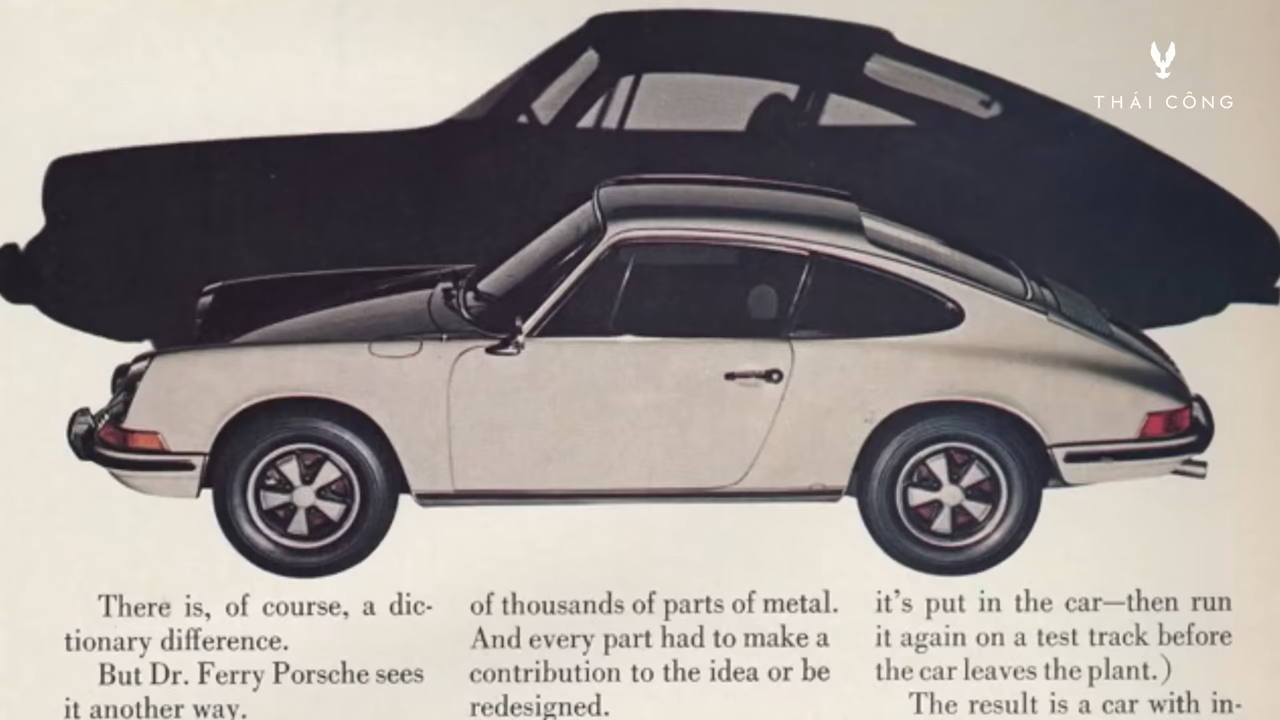 THÁI CÔNG
There is, of course, a dic-
tionary difference.
But Dr. Ferry Porsche sees
it another way.
of thousands of parts of metal.
And every part had to make a
contribution to the idea or be
redesigned.
it's put in the car—then run
it again on a test track before
the car leaves the plant.)
The result is a car with in-